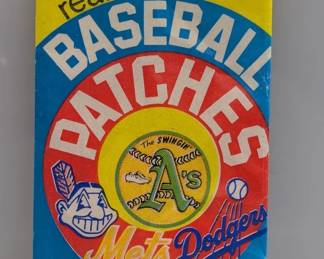 BASEBALL
PATCHES
The SWINGIN'
A's
Mets
Dodgers